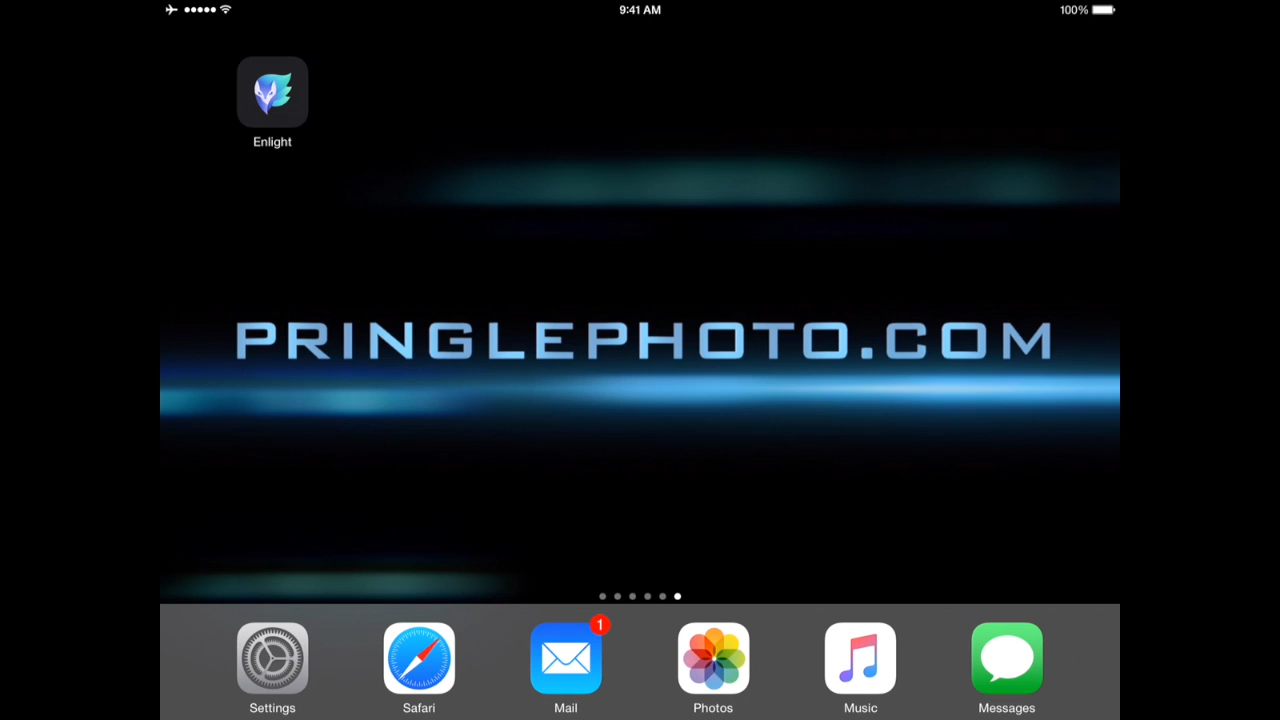 9:41 AM
100%
Enlight
PRINGLEPHOTO.COM
1
Settings
Safari
Mail
Photos
Music
Messages